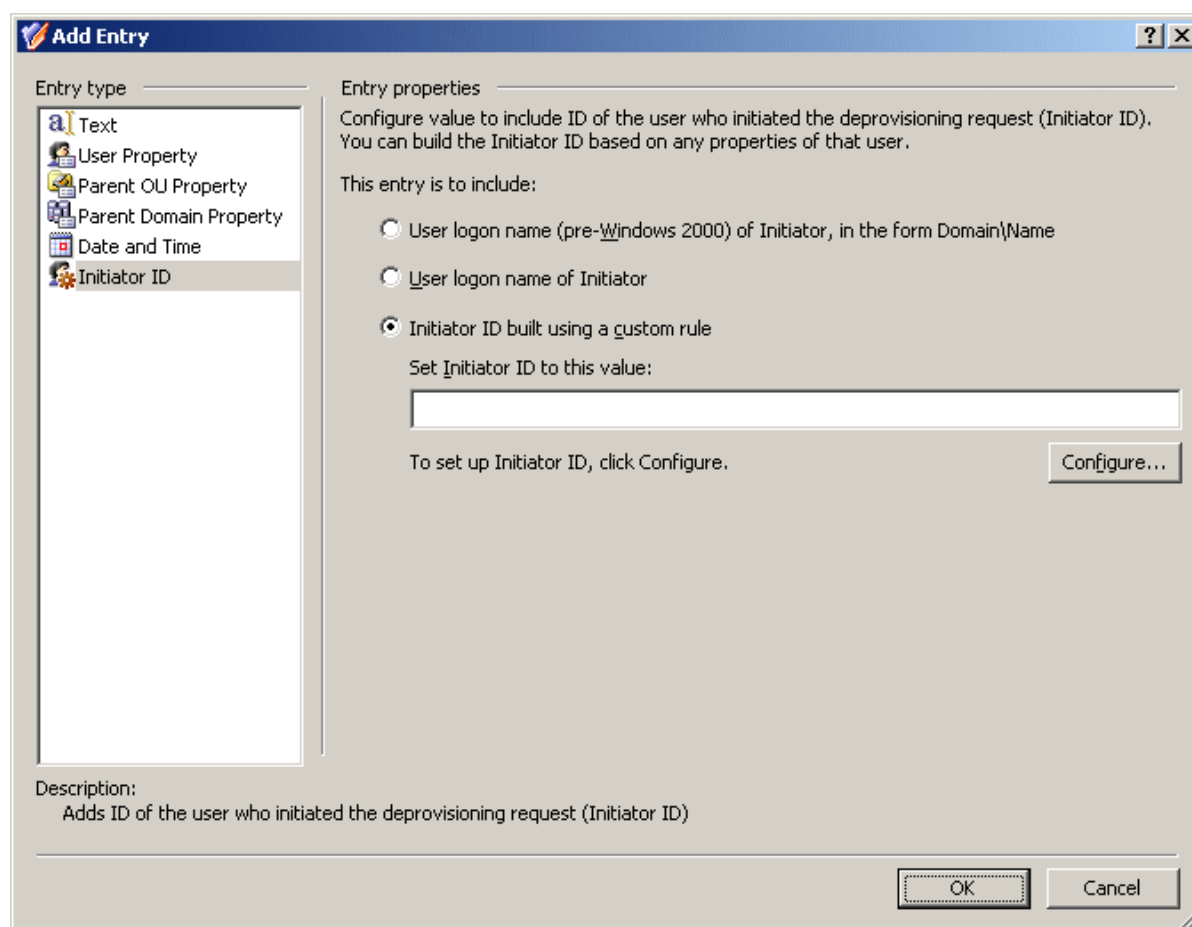 Add Entry
Entry type
Text
User Property
Parent OU Property
Parent Domain Property
Date and Time
Initiator ID
Entry properties
Configure value to include ID of the user who initiated the deprovisioning request (Initiator ID).
You can build the Initiator ID based on any properties of that user.
This entry is to include:
User logon name (pre-Windows 2000) of Initiator, in the form Domain\Name
User logon name of Initiator
Initiator ID built using a custom rule
Set Initiator ID to this value:
To set up Initiator ID, click Configure.
Configure...
Description:
Adds ID of the user who initiated the deprovisioning request (Initiator ID)
OK
Cancel